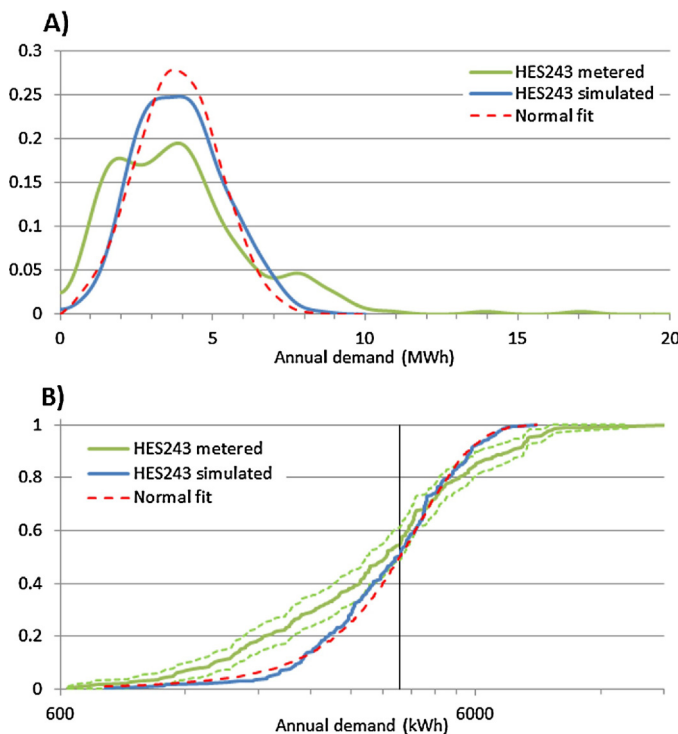 A)
0.3
0.25
0.2
0.15
0.1
0.05
0
HES243 metered
HES243 simulated
Normal fit
0 5 10 15 20
Annual demand (MWh)
B)
1
0.8
0.6
0.4
0.2
0
HES243 metered
HES243 simulated
Normal fit
600 Annual demand (kWh) 6000